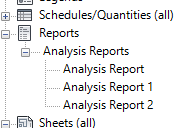 Schedules/Quantities (all)
Reports
Analysis Reports
Analysis Report
Analysis Report 1
Analysis Report 2
Sheets (all)